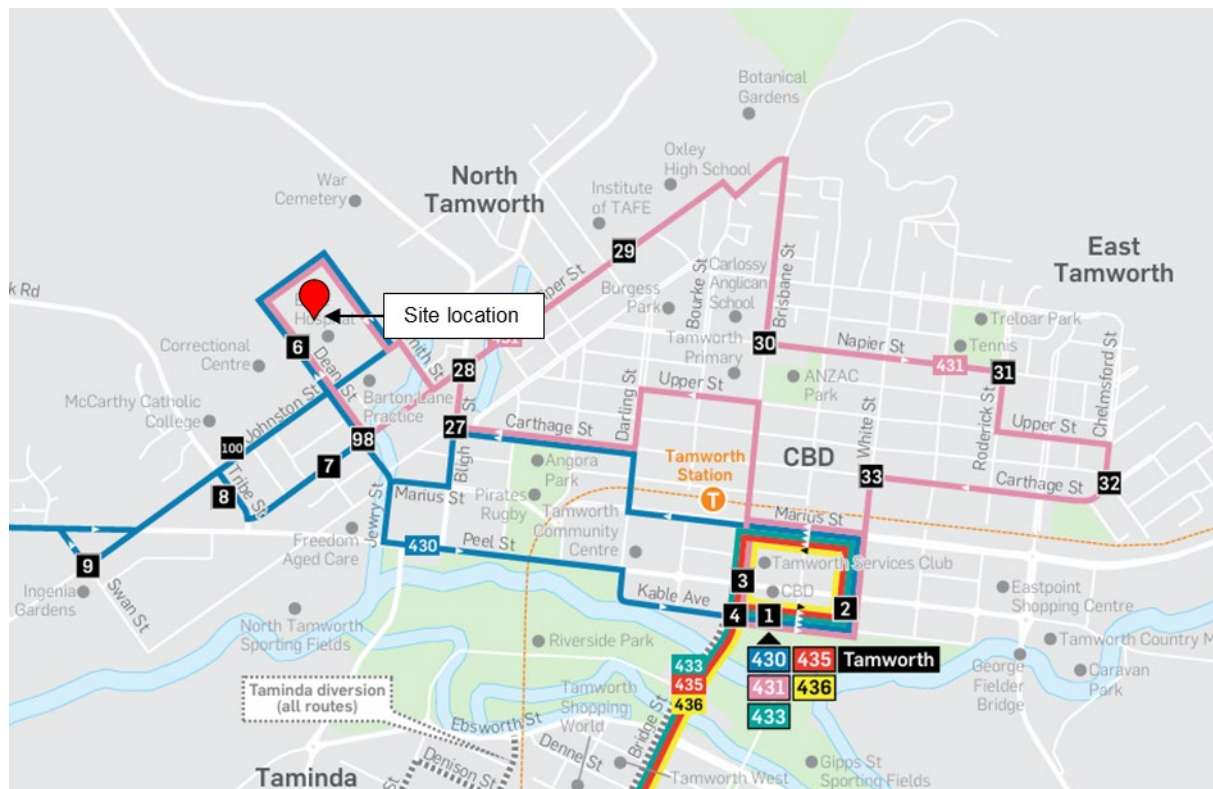 Botanical
Gardens
Oxley
High School
North
Tamworth
War
Cemetery
Institute
of TAFE
29
East
Tamworth
k Rd
Piper St
Burgess
Park
Bourke St
Carlossy
Anglican
School
Brisbane St
Site location
Hospital
Smith St
431
Treloar Park
Correctional
Centre
6
Dean St
Tamworth
Primary
30
Napier St
Tennis
431
31
Chelmsford St
28
Upper St
ANZAC
Park
McCarthy Catholic
College
Johnston St
Barton Lane
Practice
Darling St
Roderick St
Upper St
27
Bligh St
Carthage St
White St
98
100
Tamworth
Station
T
CBD
33
Carthage St
32
7
8
Tribe St
Angora
Park
Marius St
Pirates
Rugby
Marius St
Tamworth
Community
Centre
Jewry St
Freedom
Aged Care
430
Peel St
Tamworth Services Club
9
Ingenia
Gardens
3
CBD
Eastpoint
Shopping Centre
Kable Ave
4
1
2
Swan St
North Tamworth
Sporting Fields
Riverside Park
Tamworth Country M
430
435
Tamworth
431
436
433
433
435
436
George
Fielder
Bridge
Caravan
Park
Taminda diversion
(all routes)
Tamworth
Shopping
World
Bridge St
Ebsworth St
Denne St
Denison St
St
Taminda
Tamworth West
Gipps St
Sporting Fields